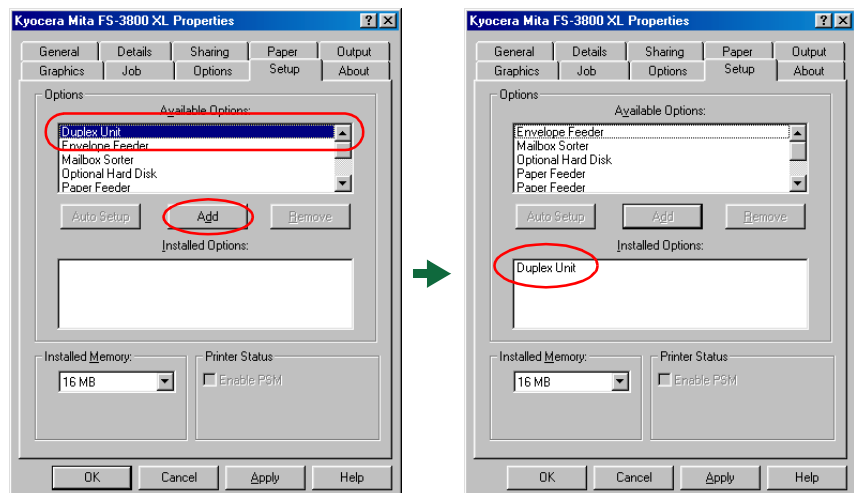 Kyocera Mita FS-3800 XL Properties
General Details Sharing Paper Output
Graphics Job Options Setup About
Options
Available Options:
Duplex Unit
Envelope Feeder
Mailbox Sorter
Optional Hard Disk
Paper Feeder
Auto Setup Add Remove
Installed Options:
Installed Memory:
16 MB
Printer Status
Enable PSM
OK Cancel Apply Help
Kyocera Mita FS-3800 XL Properties
General Details Sharing Paper Output
Graphics Job Options Setup About
Options
Available Options:
Envelope Feeder
Mailbox Sorter
Optional Hard Disk
Paper Feeder
Paper Feeder
Auto Setup Add Remove
Installed Options:
Duplex Unit
Installed Memory:
16 MB
Printer Status
Enable PSM
OK Cancel Apply Help